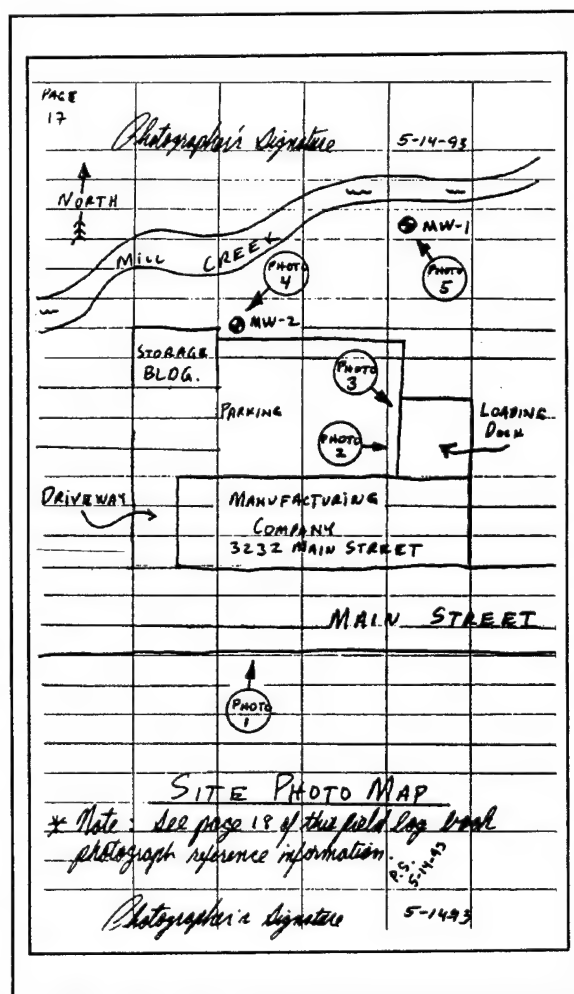 PAGE
17
Photographer's Signature 5-14-93
NORTH
MILL CREEK
MW-1
PHOTO
4
PHOTO
5
MW-2
STORAGE
BLDG.
PHOTO
3
PARKING
LOADING
DOCK
PHOTO
2
DRIVEWAY
MANUFACTURING
COMPANY
3232 MAIN STREET
MAIN STREET
PHOTO
1
SITE PHOTO MAP
* Note: See page 18 of this field log book
photograph reference information.
P.S.
5-14-93
Photographer's Signature 5-1493